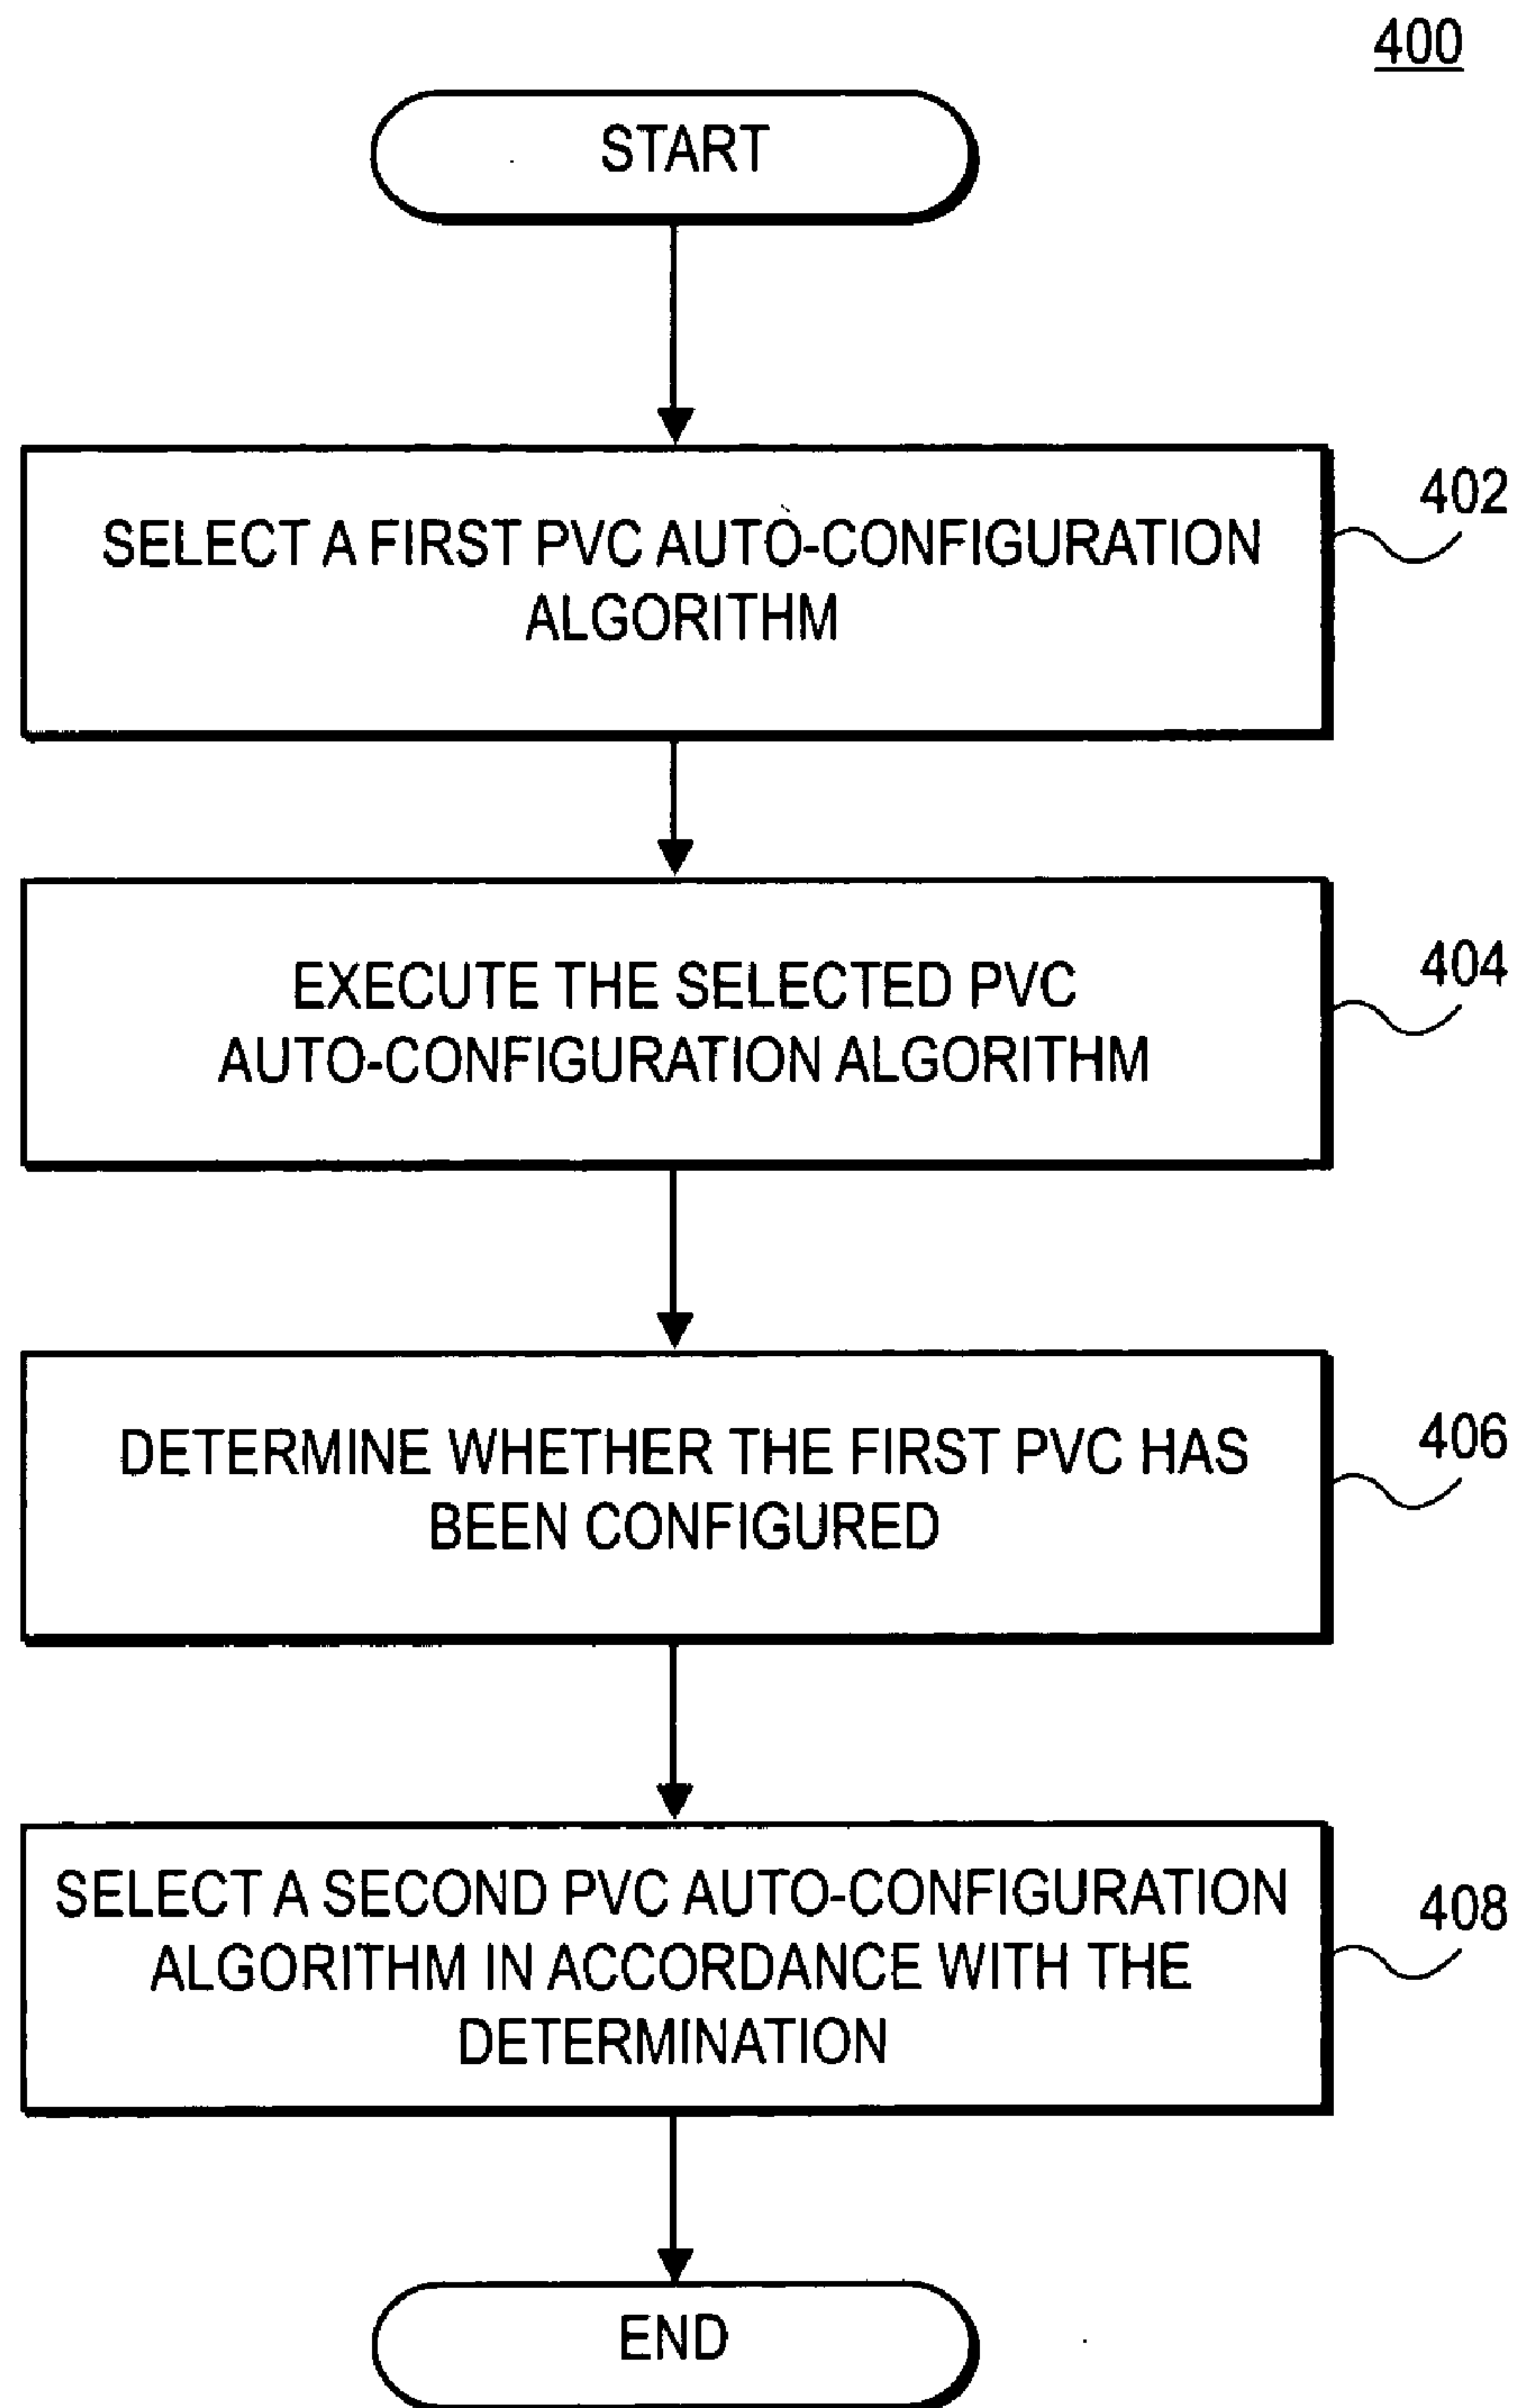 400
START
SELECT A FIRST PVC AUTO-CONFIGURATION
ALGORITHM
402
EXECUTE THE SELECTED PVC
AUTO-CONFIGURATION ALGORITHM
404
DETERMINE WHETHER THE FIRST PVC HAS
BEEN CONFIGURED
406
SELECT A SECOND PVC AUTO-CONFIGURATION
ALGORITHM IN ACCORDANCE WITH THE
DETERMINATION
408
END